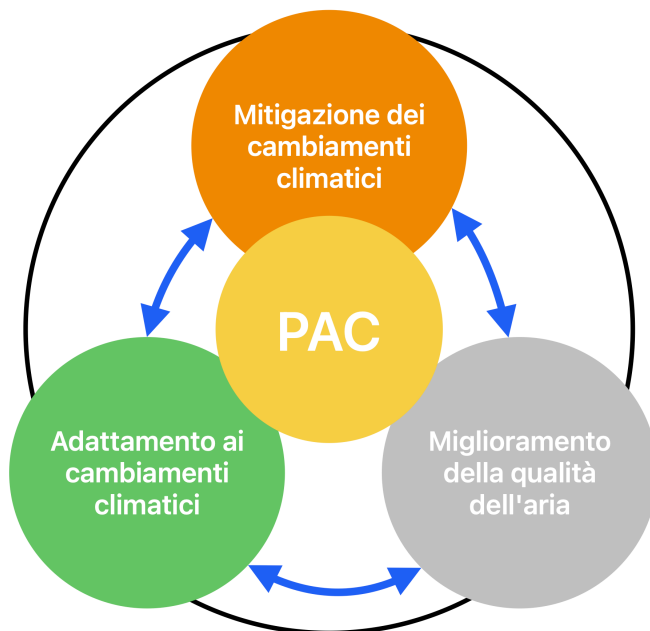 Mitigazione dei
cambiamenti
climatici
PAC
Adattamento ai
cambiamenti
climatici
Miglioramento
della qualità
dell'aria